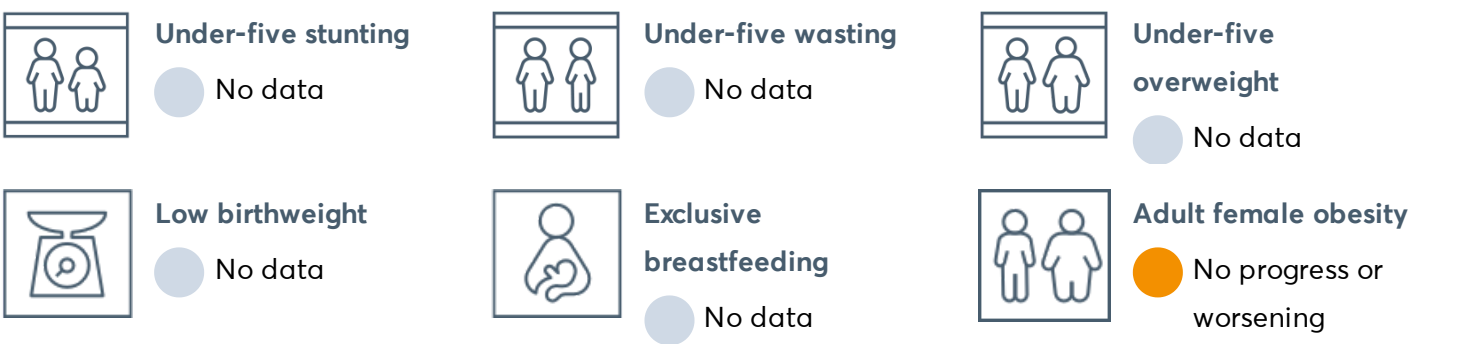 Under-five stunting
No data
Under-five wasting
No data
Under-five
overweight
No data
Low birthweight
No data
Exclusive
breastfeeding
No data
Adult female obesity
No progress or
worsening